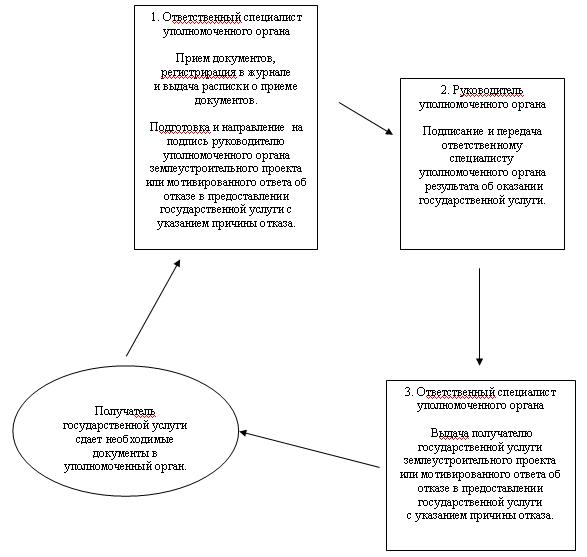 1. Ответственный специалист
уполномоченного органа
Прием документов,
регистрирация в журнале
и выдача расписки о приеме
документов.
Подготовка и направление на
подпись руководителю
уполномоченного органа
землеустроительного проекта
или мотивированного ответа об
отказе в предоставлении
государственной услуги с
указанием причины отказа.
2. Руководитель
уполномоченного органа
Подписание и передача
ответственному
специалисту
уполномоченного органа
результата об оказании
государственной услуги.
3. Ответственный специалист
уполномоченного органа
Выдача получателю
государственной услуги
землеустроительного проекта
или мотивированного ответа об
отказе в предоставлении
государственной услуги
с указанием причины отказа.
Получатель
государственной услуги
сдает необходимые
документы в
уполномоченный орган.